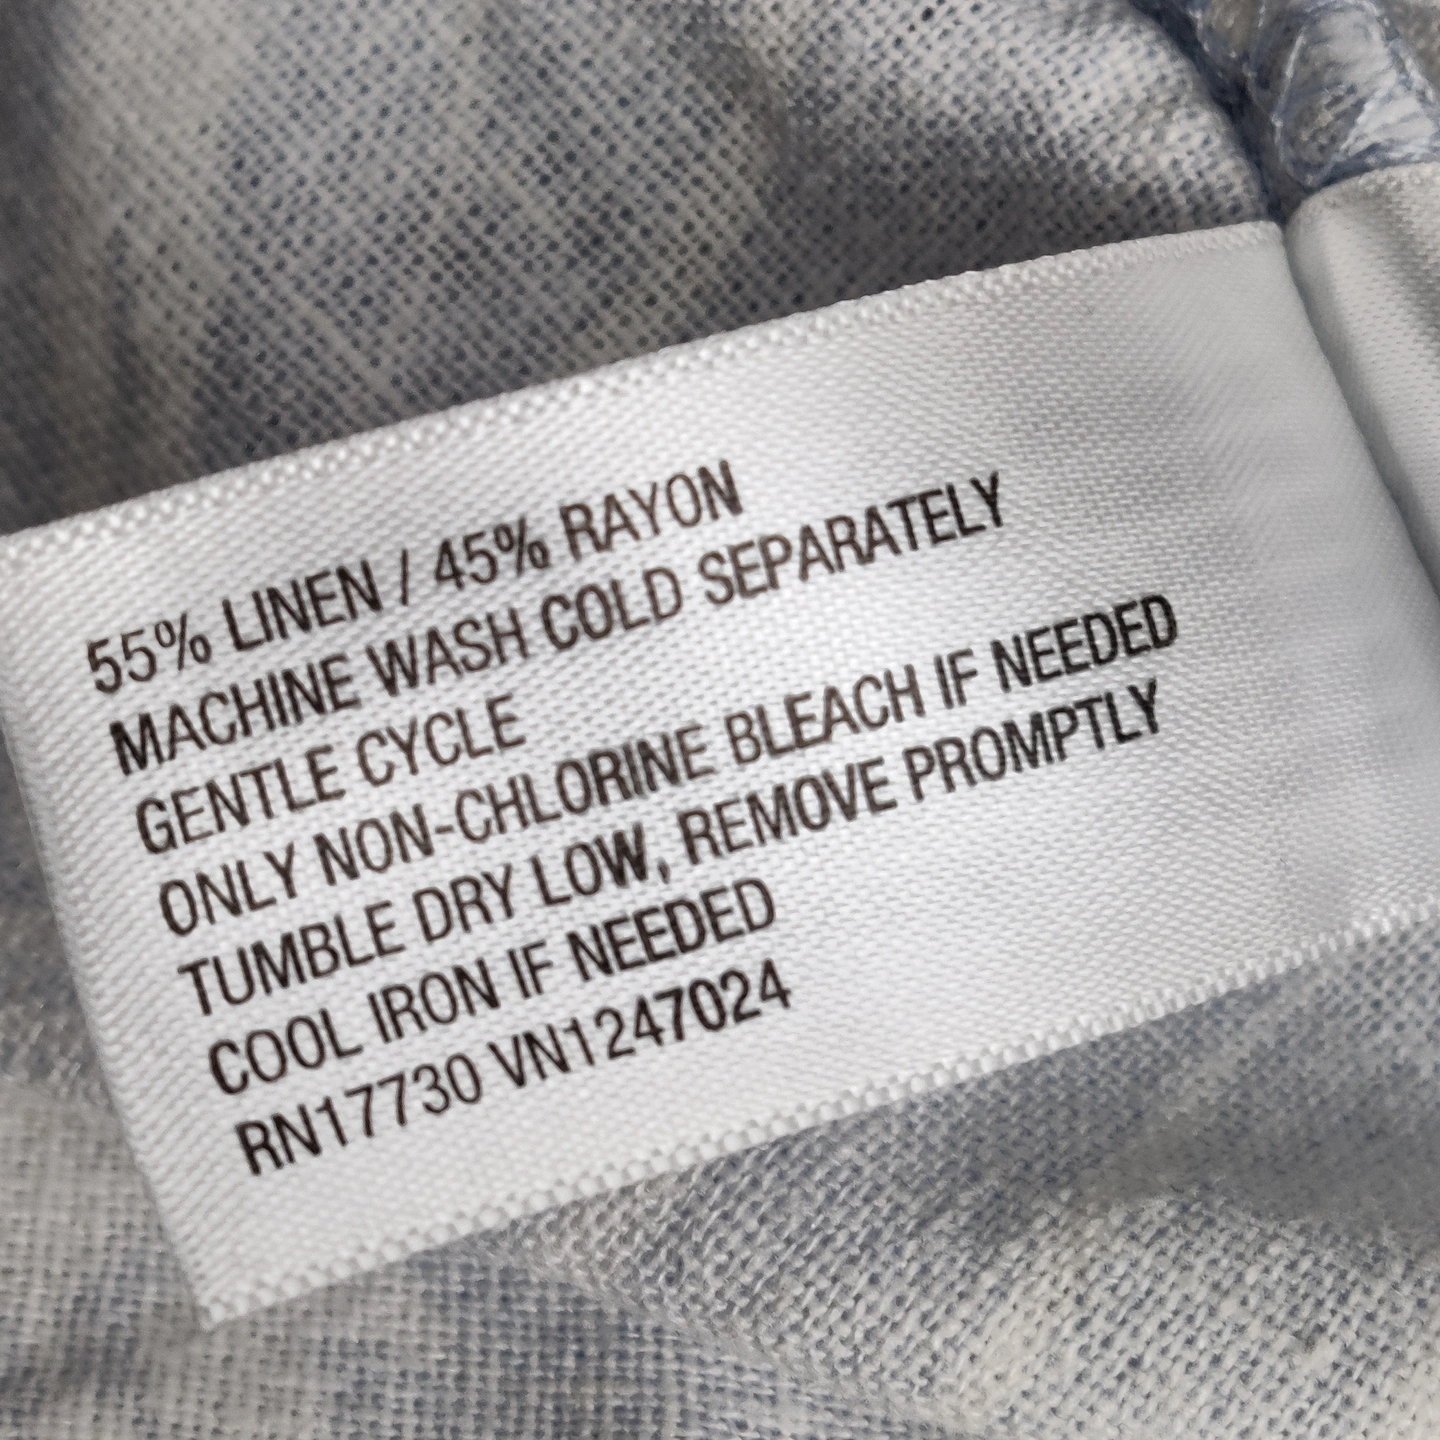 55% LINEN / 45% RAYON
MACHINE WASH COLD SEPARATELY
GENTLE CYCLE
ONLY NON-CHLORINE BLEACH IF NEEDED
TUMBLE DRY LOW, REMOVE PROMPTLY
COOL IRON IF NEEDED
RN17730 VN1247024